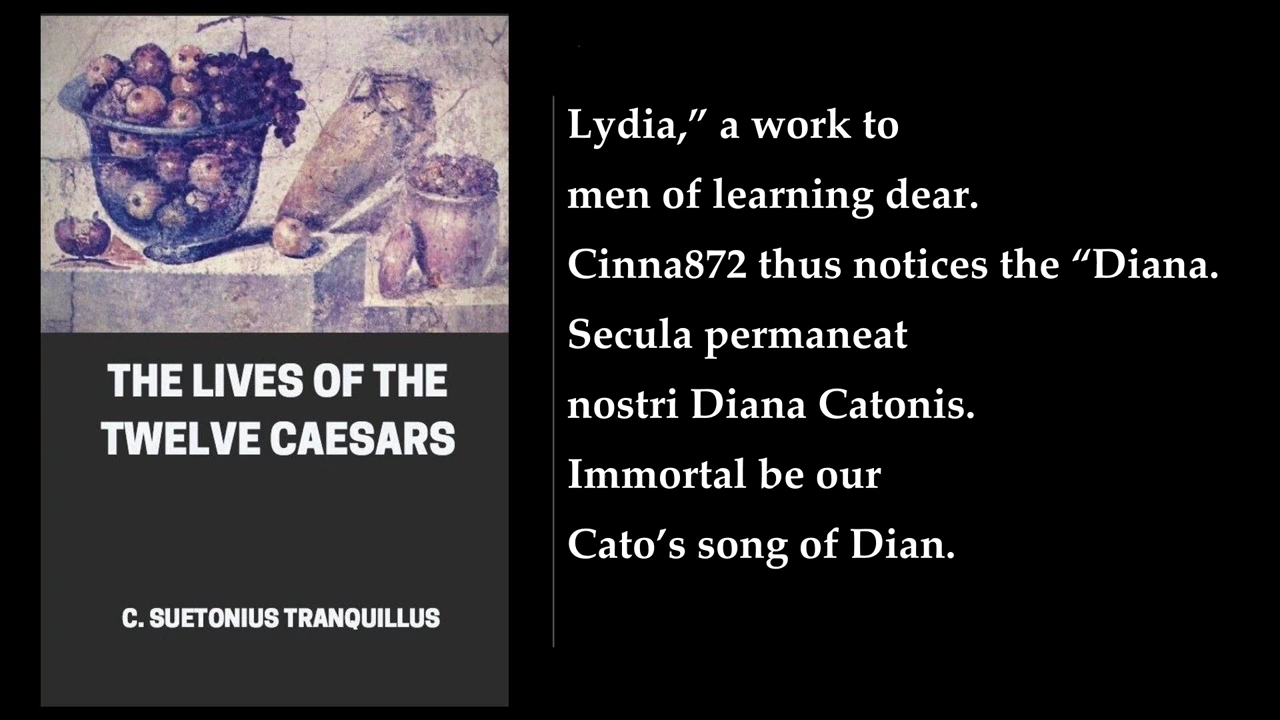 THE LIVES OF THE
TWELVE CAESARS
C. SUETONIUS TRANQUILLUS
Lydia,” a work to
men of learning dear.
Cinna872 thus notices the “Diana.
Secula permaneat
nostri Diana Catonis.
Immortal be our
Cato’s song of Dian.